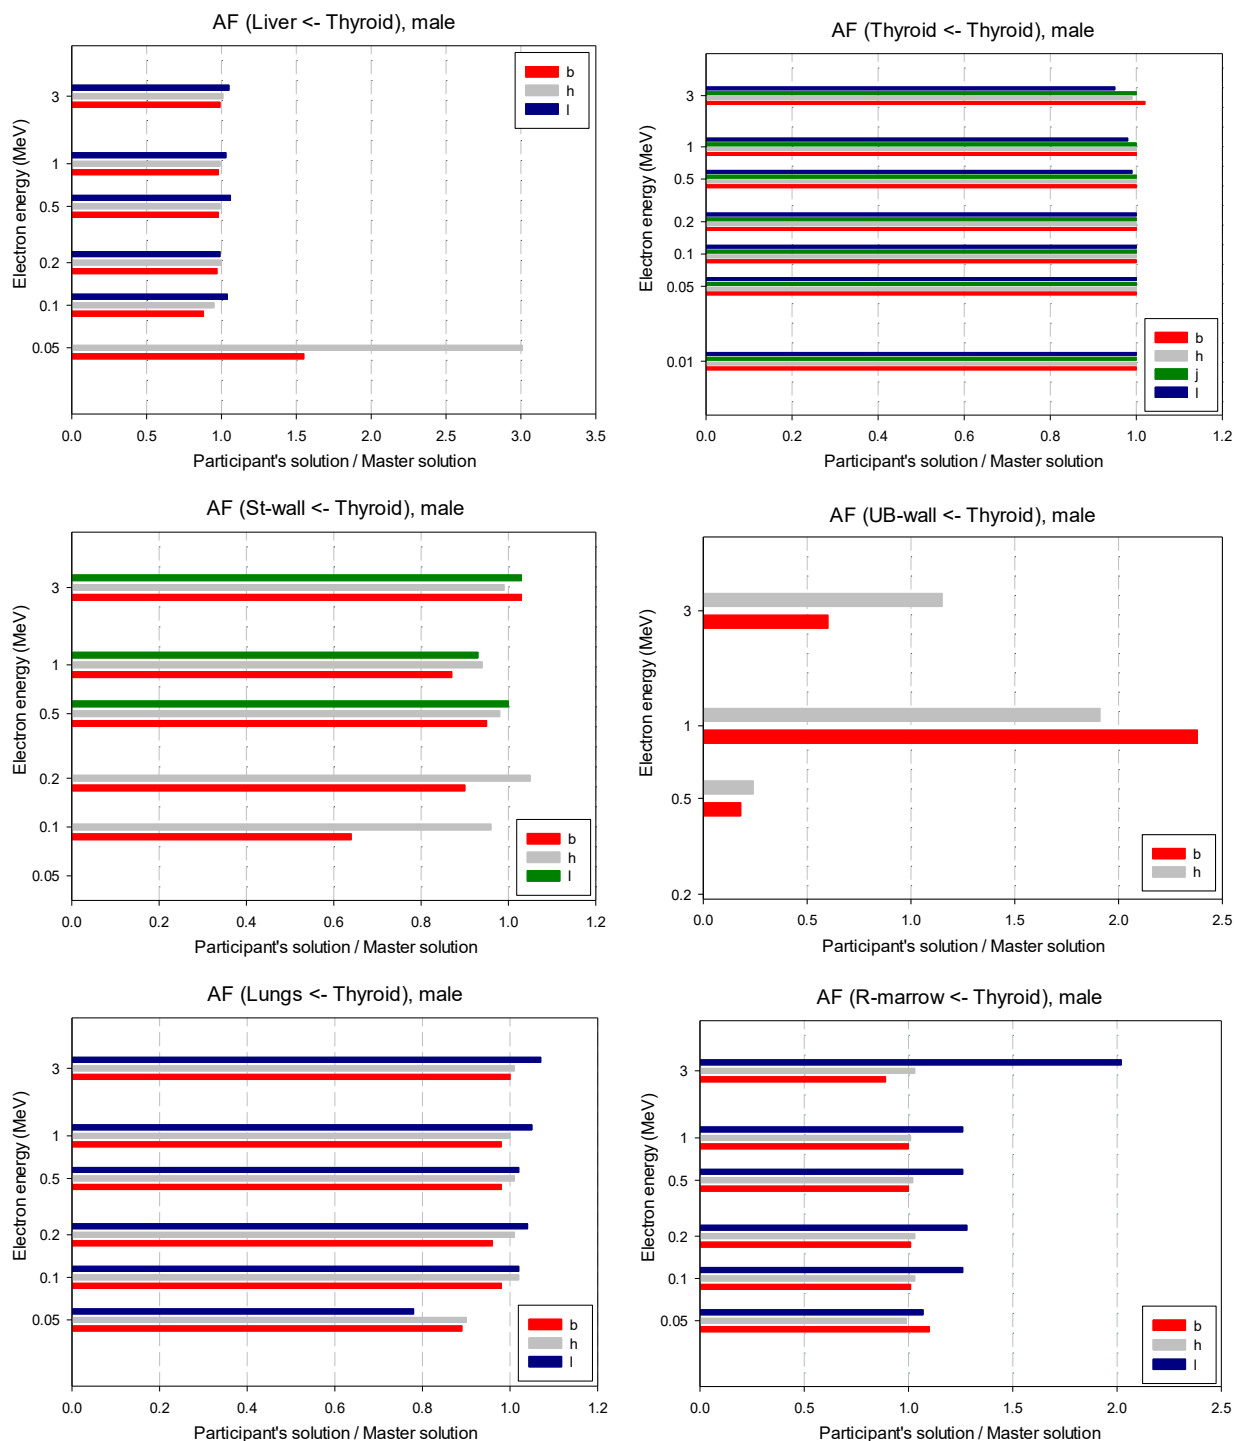 AF (Liver <- Thyroid), male
b
h
l
Electron energy (MeV)
3
1
0.5
0.2
0.1
0.05
0.0 0.5 1.0 1.5 2.0 2.5 3.0 3.5
Participant's solution / Master solution
AF (Thyroid <- Thyroid), male
Electron energy (MeV)
3
1
0.5
0.2
0.1
0.05
0.01
b
h
j
l
0.0 0.2 0.4 0.6 0.8 1.0 1.2
Participant's solution / Master solution
AF (St-wall <- Thyroid), male
Electron energy (MeV)
3
1
0.5
0.2
0.1
0.05
b
h
l
0.0 0.2 0.4 0.6 0.8 1.0 1.2
Participant's solution / Master solution
AF (UB-wall <- Thyroid), male
Electron energy (MeV)
3
1
0.5
0.2
b
h
0.0 0.5 1.0 1.5 2.0 2.5
Participant's solution / Master solution
AF (Lungs <- Thyroid), male
Electron energy (MeV)
3
1
0.5
0.2
0.1
0.05
b
h
l
0.0 0.2 0.4 0.6 0.8 1.0 1.2
Participant's solution / Master solution
AF (R-marrow <- Thyroid), male
Electron energy (MeV)
3
1
0.5
0.2
0.1
0.05
b
h
l
0.0 0.5 1.0 1.5 2.0 2.5
Participant's solution / Master solution